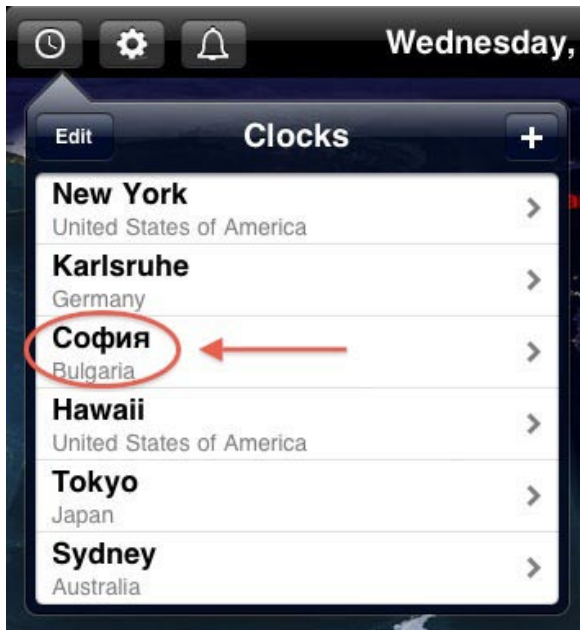 Wednesday,
Edit Clocks +
New York
United States of America
Karlsruhe
Germany
София
Bulgaria
Hawaii
United States of America
Tokyo
Japan
Sydney
Australia